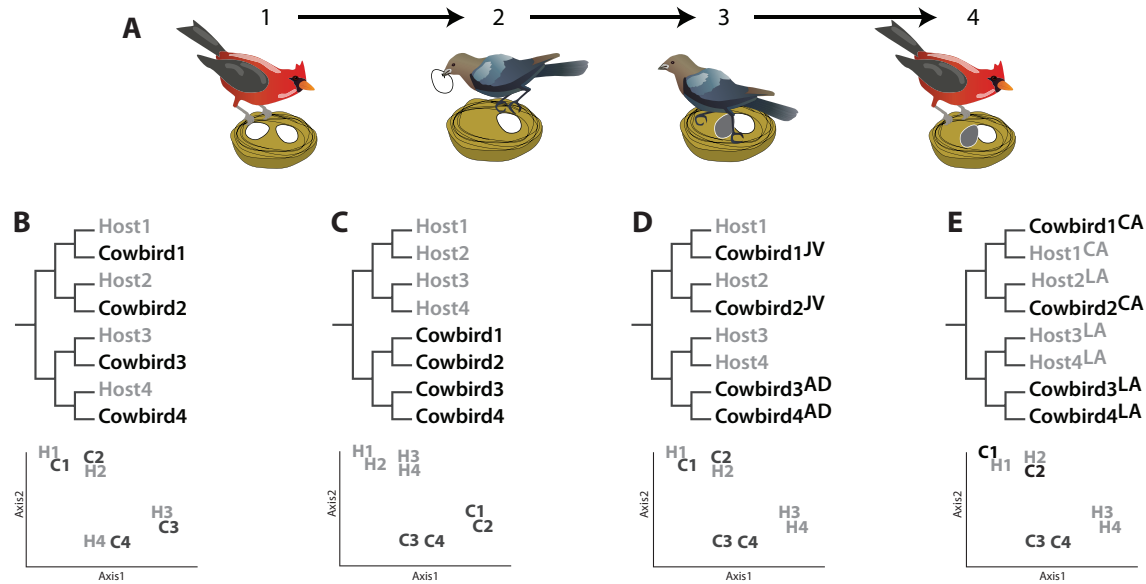 A
1
2
3
4
B
Host1
Cowbird1
Host2
Cowbird2
Host3
Cowbird3
Host4
Cowbird4
H1
C1
C2
H2
H3
C3
H4
C4
Axis2
Axis1
C
Host1
Host2
Host3
Host4
Cowbird1
Cowbird2
Cowbird3
Cowbird4
H1
H2
H3
H4
C1
C2
C3
C4
Axis2
Axis1
D
Host1
Cowbird1JV
Host2
Cowbird2JV
Host3
Host4
Cowbird3AD
Cowbird4AD
H1
C1
C2
H2
H3
H4
C3
C4
Axis2
Axis1
E
Cowbird1CA
Host1CA
Host2LA
Cowbird2CA
Host3LA
Host4LA
Cowbird3LA
Cowbird4LA
C1
H1
H2
C2
H3
H4
C3
C4
Axis2
Axis1